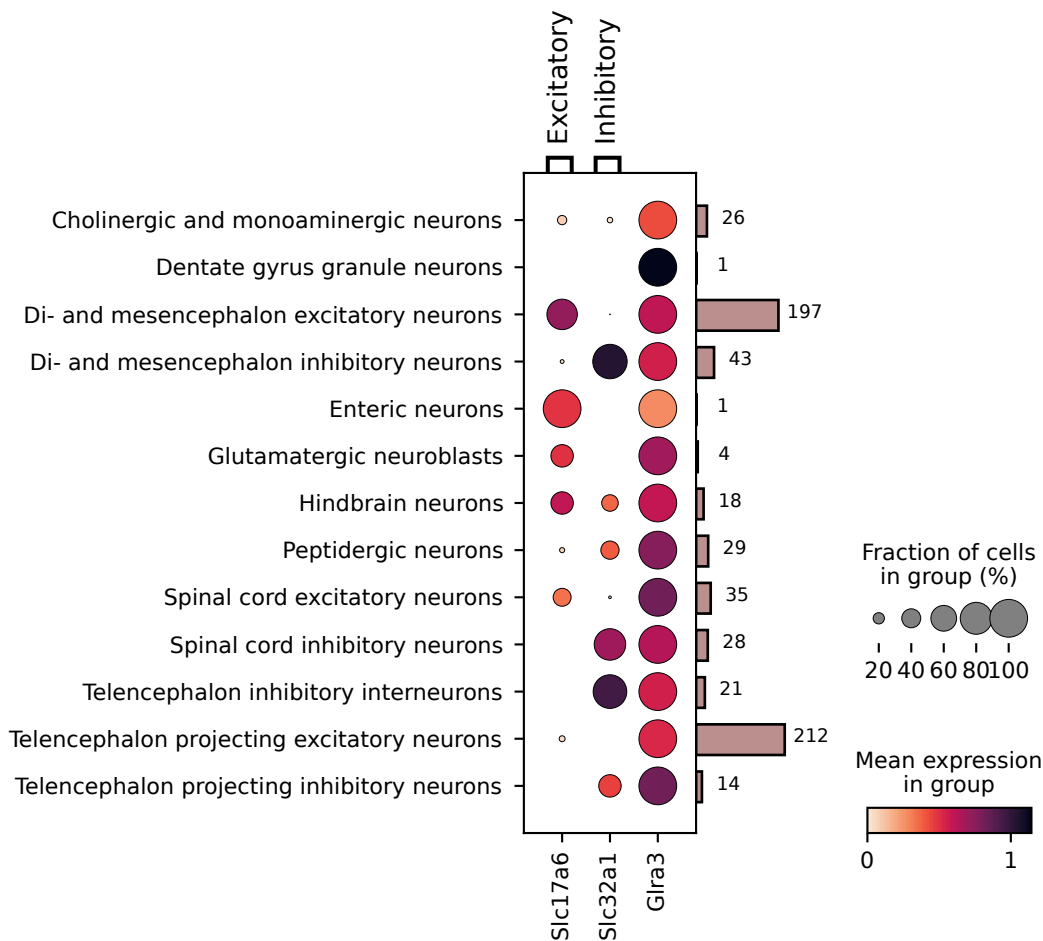 Excitatory
Inhibitory
Cholinergic and monoaminergic neurons
26
Dentate gyrus granule neurons
1
Di- and mesencephalon excitatory neurons
197
Di- and mesencephalon inhibitory neurons
43
Enteric neurons
1
Glutamatergic neuroblasts
4
Hindbrain neurons
18
Peptidergic neurons
29
Spinal cord excitatory neurons
35
Spinal cord inhibitory neurons
28
Telencephalon inhibitory interneurons
21
Telencephalon projecting excitatory neurons
212
Telencephalon projecting inhibitory neurons
14
Slc17a6
Slc32a1
Glra3
Fraction of cells
in group (%)
20 40 60 80 100
Mean expression
in group
0 1